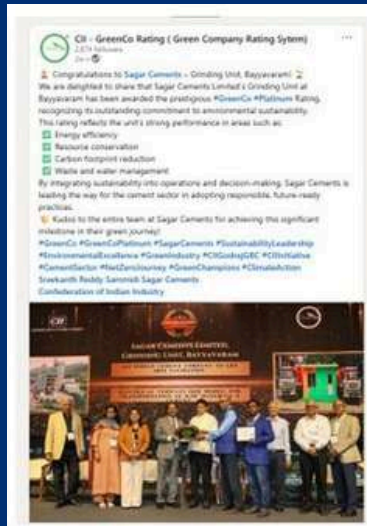 CII - GreenCo Rating ( Green Company Rating Sytem)
2,874 followers
Congratulations to Sagar Cements – Grinding Unit, Bayyavaram!
We are delighted to share that Sagar Cements Limited's Grinding Unit at
Bayyavaram has been awarded the prestigious #GreenCo #Platinum Rating,
recognizing its outstanding commitment to environmental sustainability.
This rating reflects the unit's strong performance in areas such as:
Energy efficiency
Resource conservation
Carbon footprint reduction
Waste and water management
By integrating sustainability into operations and decision-making, Sagar Cements is
leading the way for the cement sector in adopting responsible, future-ready
practices.
Kudos to the entire team at Sagar Cements for achieving this significant
milestone in their green journey!
#GreenCo #GreenCoPlatinum #SagarCements #SustainabilityLeadership
#EnvironmentalExcellence #GreenIndustry #CIIGodrejGBC #CIIInitiative
#CementSector #NetZeroJourney #GreenChampions #ClimateAction
Sreekanth Reddy Sammidi Sagar Cements
Confederation of Indian Industry
CII
SAGAR CEMENTS LIMITED,
GRINDING UNIT, BAYYAVARAM